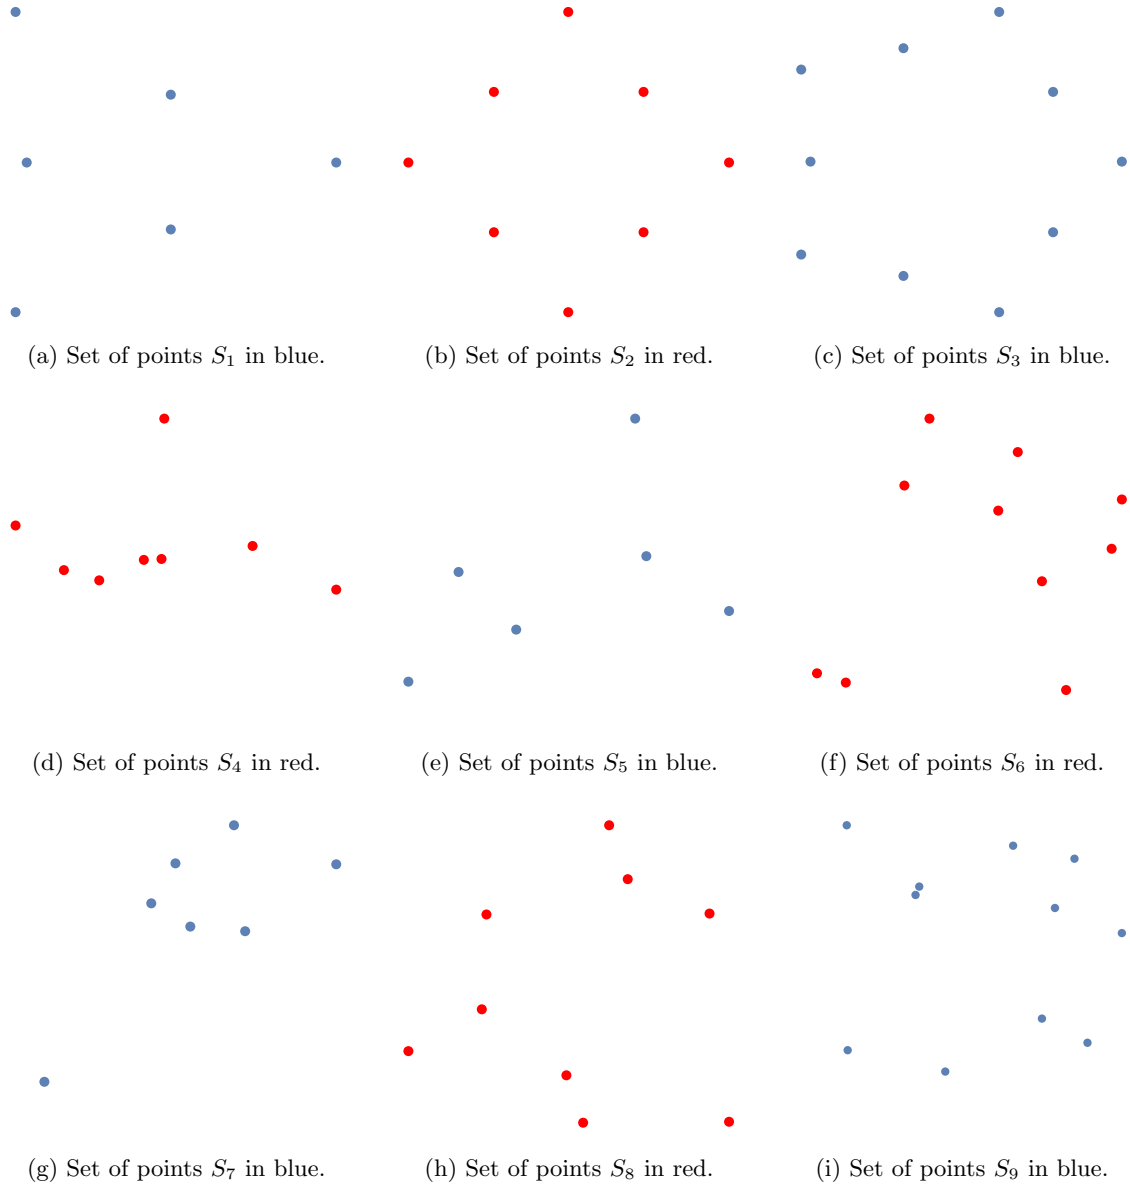 (a) Set of points S₁ in blue.
(b) Set of points S₂ in red.
(c) Set of points S₃ in blue.
(d) Set of points S₄ in red.
(e) Set of points S₅ in blue.
(f) Set of points S₆ in red.
(g) Set of points S₇ in blue.
(h) Set of points S₈ in red.
(i) Set of points S₉ in blue.